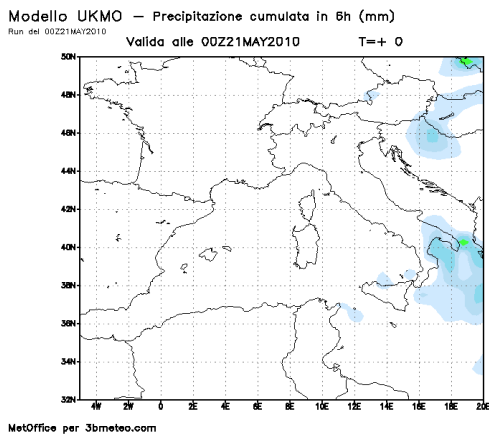 Modello UKMO – Precipitazione cumulata in 6h (mm)
Run del 00Z21MAY2010
Valida alle 00Z21MAY2010 T=+ 0
50N
48N
46N
44N
42N
40N
38N
36N
34N
32N
4W 2W 0 2E 4E 6E 8E 10E 12E 14E 16E 18E 20E
MetOffice per 3bmeteo.com